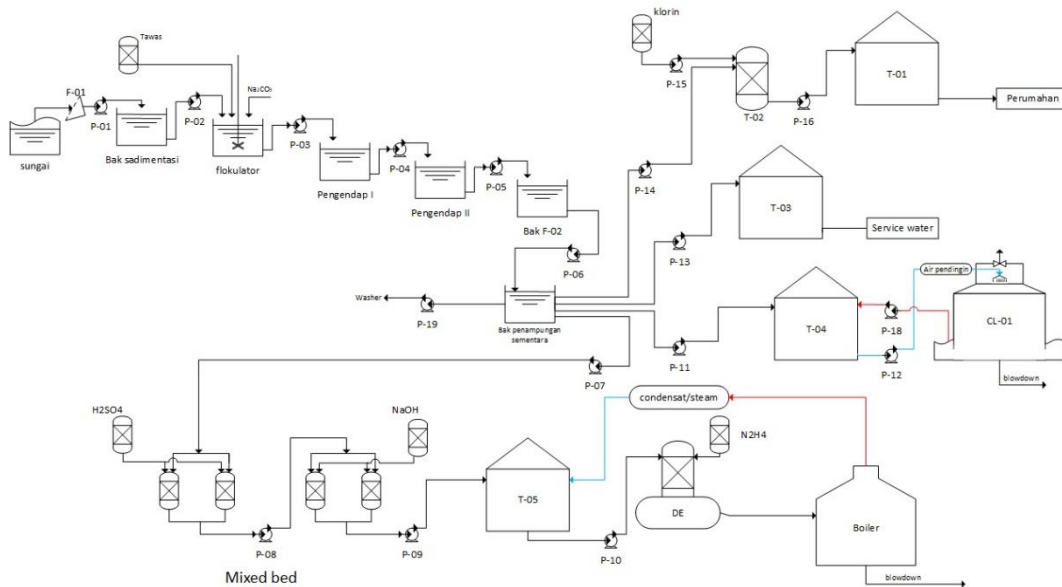 sungai
F-01
P-01
Bak sadimentasi
P-02
Tawas
Na₂CO₃
flokulator
P-03
Pengendap I
P-04
Pengendap II
P-05
Bak F-02
P-06
Bak penampungan
sementara
Washer
P-19
P-14
klorin
P-15
T-02
P-16
T-01
Perumahan
P-13
T-03
Service water
P-11
T-04
P-18
P-12
Air pendingin
CL-01
blowdown
P-07
H2SO4
P-08
NaOH
P-09
Mixed bed
T-05
condensat/steam
P-10
N2H4
DE
Boiler
blowdown